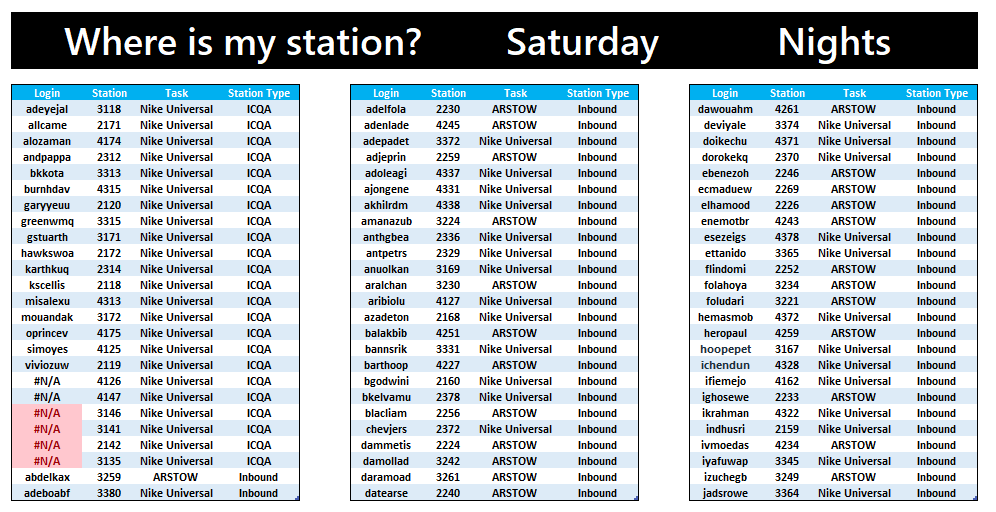 Where is my station? Saturday Nights
Login Station Task Station Type Login Station Task Station Type Login Station Task Station Type
adeyejal 3118 Nike Universal ICQA adelfola 2230 ARSTOW Inbound dawouahm 4261 ARSTOW Inbound
allcame 2171 Nike Universal ICQA adenlade 4245 ARSTOW Inbound deviyale 3374 Nike Universal Inbound
alozaman 4174 Nike Universal ICQA adepadet 3372 Nike Universal Inbound doikechu 4371 Nike Universal Inbound
andpappa 2312 Nike Universal ICQA adjeprin 2259 ARSTOW Inbound dorokekq 2370 Nike Universal Inbound
bkkota 3313 Nike Universal ICQA adoleagi 4337 Nike Universal Inbound ebenezoh 2246 ARSTOW Inbound
burnhdav 4315 Nike Universal ICQA ajongene 4331 Nike Universal Inbound ecmaduew 2269 ARSTOW Inbound
garyyeuu 2120 Nike Universal ICQA akhilrdm 4338 Nike Universal Inbound elhamood 2226 ARSTOW Inbound
greenwmq 3315 Nike Universal ICQA amanazub 3224 ARSTOW Inbound enemotbr 4243 ARSTOW Inbound
gstuarth 3171 Nike Universal ICQA anthgbea 2336 Nike Universal Inbound esezeigs 4378 Nike Universal Inbound
hawkswoa 2172 Nike Universal ICQA antpetrs 2329 Nike Universal Inbound ettanido 3365 Nike Universal Inbound
karthkuq 2314 Nike Universal ICQA anuolkan 3169 Nike Universal Inbound flindomi 2252 ARSTOW Inbound
kscellis 2118 Nike Universal ICQA aralchan 3230 ARSTOW Inbound folahoya 3234 ARSTOW Inbound
misalexu 4313 Nike Universal ICQA aribiolu 4127 Nike Universal Inbound foludari 3221 ARSTOW Inbound
mouandak 3172 Nike Universal ICQA azadeton 2168 Nike Universal Inbound hemasmob 4372 Nike Universal Inbound
oprincev 4175 Nike Universal ICQA balakbib 4251 ARSTOW Inbound heropaul 4259 ARSTOW Inbound
simoyes 4125 Nike Universal ICQA bannsrik 3331 Nike Universal Inbound hoopepet 3167 Nike Universal Inbound
viviozuw 2119 Nike Universal ICQA barthoop 4227 ARSTOW Inbound ichendun 4328 Nike Universal Inbound
#N/A 4126 Nike Universal ICQA bgodwini 2160 Nike Universal Inbound ifiemejo 4162 Nike Universal Inbound
#N/A 4147 Nike Universal ICQA bkelvamu 2378 Nike Universal Inbound ighosewe 2233 ARSTOW Inbound
#N/A 3146 Nike Universal ICQA blacliam 2256 ARSTOW Inbound ikrahman 4322 Nike Universal Inbound
#N/A 3141 Nike Universal ICQA chevjers 2372 Nike Universal Inbound indhusri 2159 Nike Universal Inbound
#N/A 2142 Nike Universal ICQA dammetis 2224 ARSTOW Inbound ivmoedas 4234 ARSTOW Inbound
#N/A 3135 Nike Universal ICQA damollad 3242 ARSTOW Inbound iyafuwap 3345 Nike Universal Inbound
abdelkax 3259 ARSTOW Inbound daramoad 3261 ARSTOW Inbound izuchegb 3249 ARSTOW Inbound
adeboabf 3380 Nike Universal Inbound datearse 2240 ARSTOW Inbound jadsrowe 3364 Nike Universal Inbound